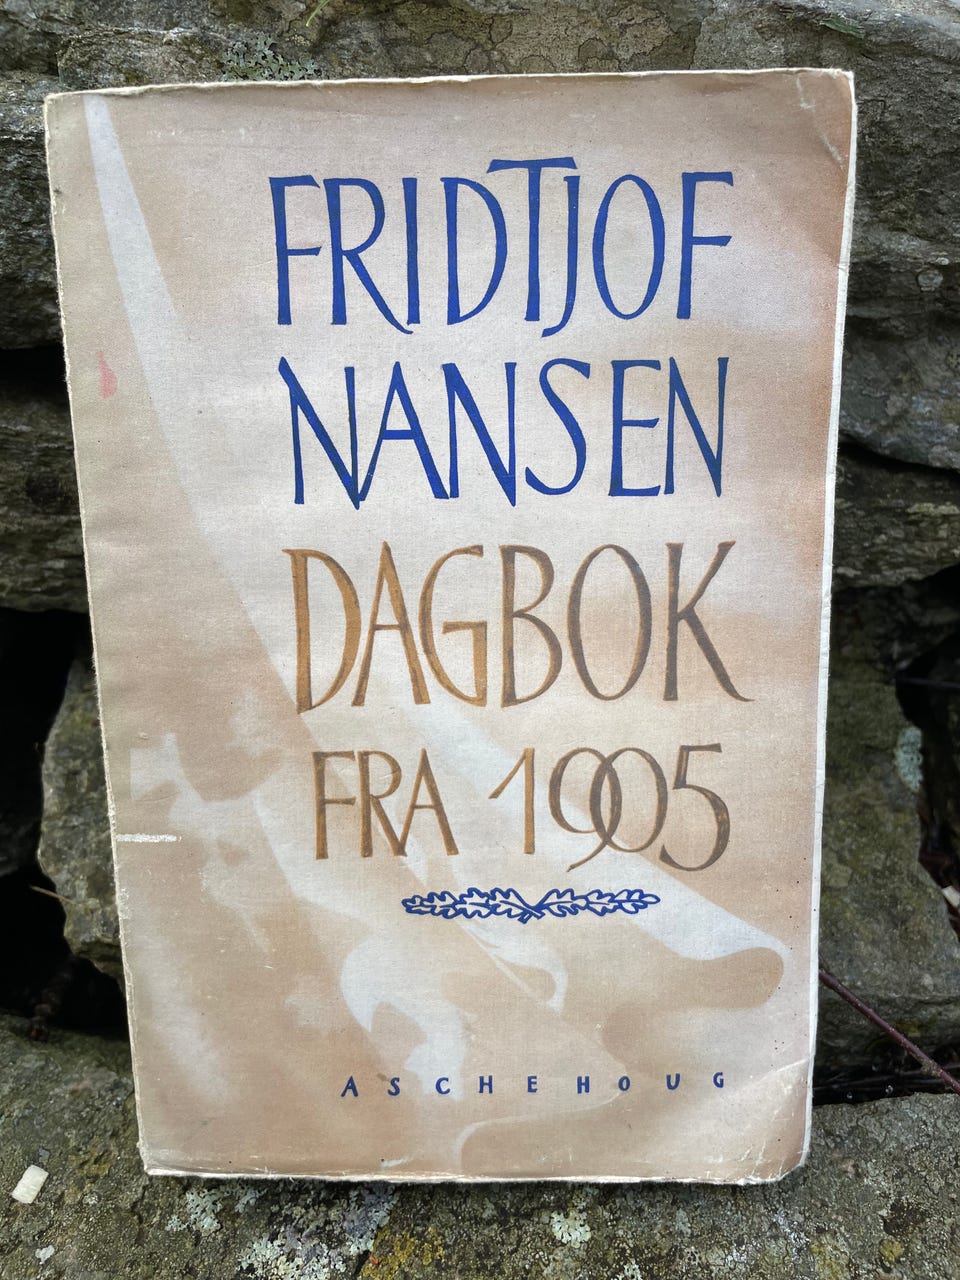 FRIDTJOF
NANSEN
DAGBOK
FRA 1905
ASCHEHOUG